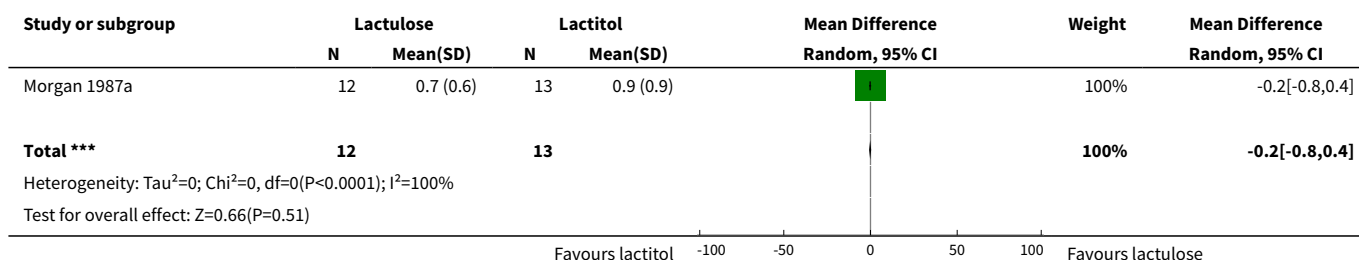 Study or subgroup Lactulose Lactitol Mean Difference Weight Mean Difference
N Mean(SD) N Mean(SD) Random, 95% CI Random, 95% CI
Morgan 1987a 12 0.7 (0.6) 13 0.9 (0.9) 100% -0.2[-0.8,0.4]
Total *** 12 13 100% -0.2[-0.8,0.4]
Heterogeneity: Tau²=0; Chi²=0, df=0(P<0.0001); I²=100%
Test for overall effect: Z=0.66(P=0.51)
Favours lactitol -100 -50 0 50 100 Favours lactulose